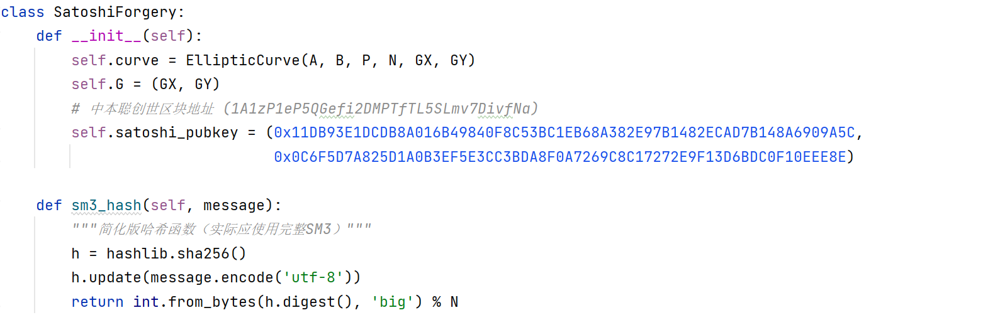 class SatoshiForgery:
def __init__(self):
self.curve = EllipticCurve(A, B, P, N, GX, GY)
self.G = (GX, GY)
# 中本聪创世区块地址 (1A1zP1eP5QGefi2DMPTfTL5SLmv7DivfNa)
self.satoshi_pubkey = (0x11DB93E1DCDB8A016B49840F8C53BC1EB68A382E97B1482ECAD7B148A6909A5C,
0x0C6F5D7A825D1A0B3EF5E3CC3BDA8F0A7269C8C17272E9F13D6BDC0F10EEE8E)
def sm3_hash(self, message):
"""简化版哈希函数（实际应使用完整SM3）"""
h = hashlib.sha256()
h.update(message.encode('utf-8'))
return int.from_bytes(h.digest(), 'big') % N